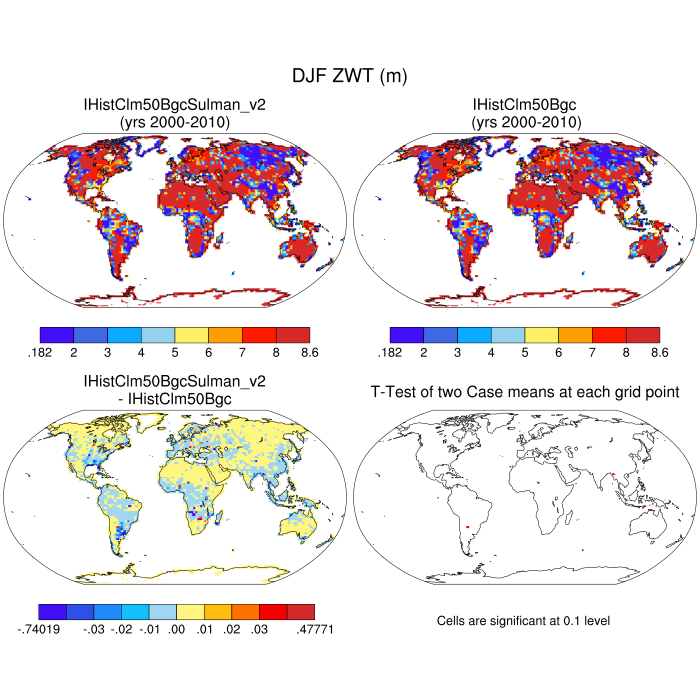 DJF ZWT (m)
IHistClm50BgcSulman_v2
(yrs 2000-2010)
IHistClm50Bgc
(yrs 2000-2010)
.182 2 3 4 5 6 7 8 8.6
.182 2 3 4 5 6 7 8 8.6
IHistClm50BgcSulman_v2
- IHistClm50Bgc
T-Test of two Case means at each grid point
-.74019 -.03 -.02 -.01 .00 .01 .02 .03 .47771
Cells are significant at 0.1 level